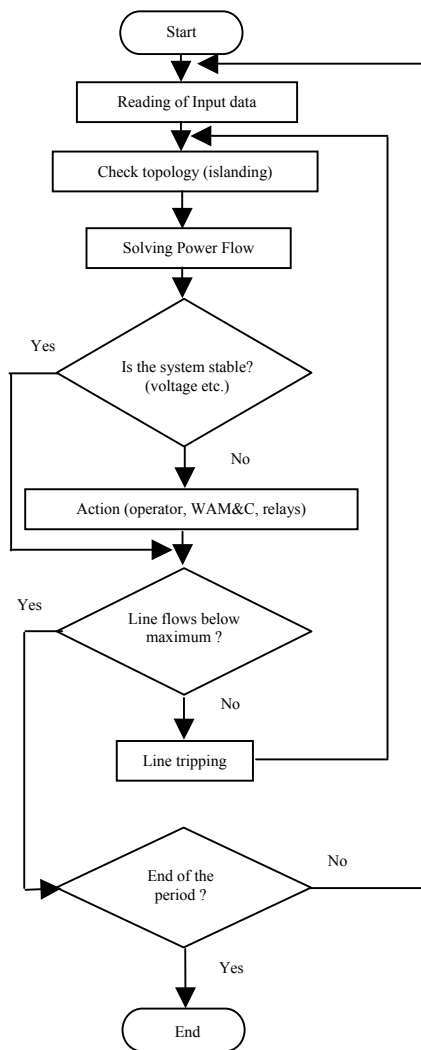 Start
Reading of Input data
Check topology (islanding)
Solving Power Flow
Yes
Is the system stable?
(voltage etc.)
No
Action (operator, WAM&C, relays)
Yes
Line flows below
maximum ?
No
Line tripping
End of the
period ?
No
Yes
End